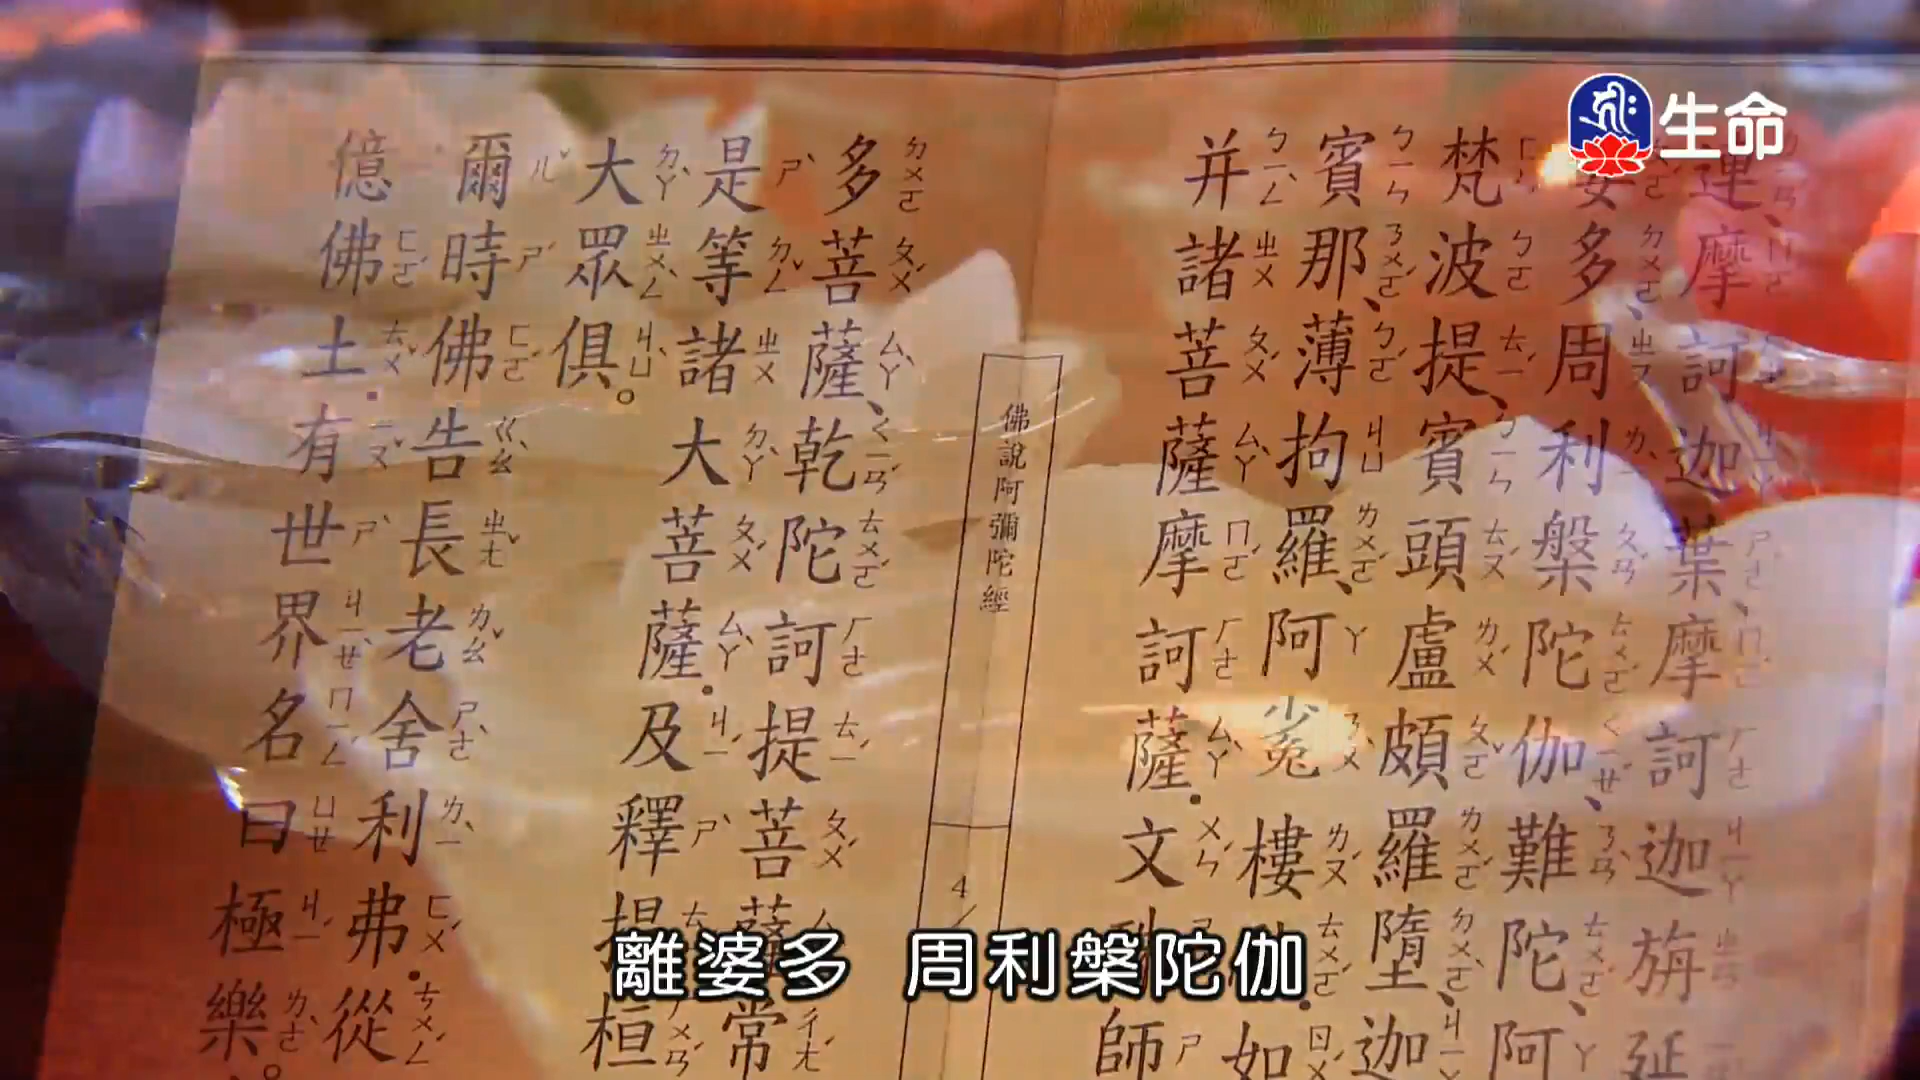 生命
連、摩訶迦葉、摩訶迦旃延
婆多、周利槃陀伽、難陀、阿
梵波提、賓頭盧頗羅墮、迦
賓那、薄拘羅、阿㝹樓 。如
并諸菩薩摩訶薩。文 師
佛說阿彌陀經
4
多菩薩、乾陀訶提菩薩常
是等諸大菩薩。及釋提桓
大眾俱。
爾時佛告長老舍利弗。從
億佛土。有世界名曰極樂。
離婆多 周利槃陀伽